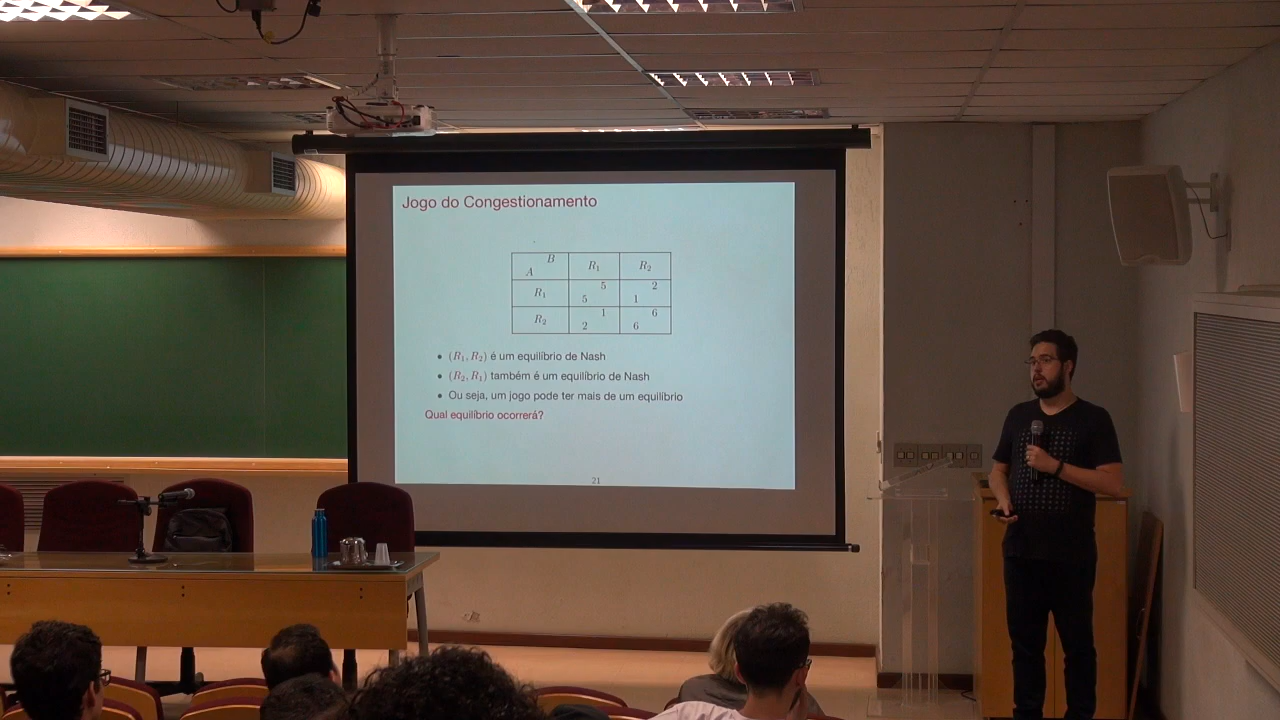 Jogo do Congestionamento
B
A R₁ R₂
5 2
R₁
5 1
1 6
R₂
2 6
• (R₁, R₂) é um equilíbrio de Nash
• (R₂, R₁) também é um equilíbrio de Nash
• Ou seja, um jogo pode ter mais de um equilíbrio
Qual equilíbrio ocorrerá?
21